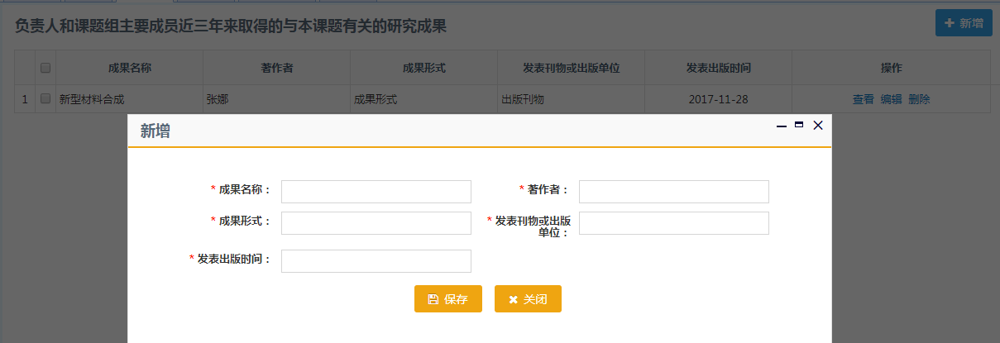 负责人和课题组主要成员近三年来取得的与本课题有关的研究成果
新增
成果名称 著作者 成果形式 发表刊物或出版单位 发表出版时间 操作
1 新型材料合成 张娜 成果形式 出版刊物 2017-11-28 查看 编辑 删除
新增
* 成果名称： * 著作者：
* 成果形式： * 发表刊物或出版
单位：
* 发表出版时间：
保存 关闭